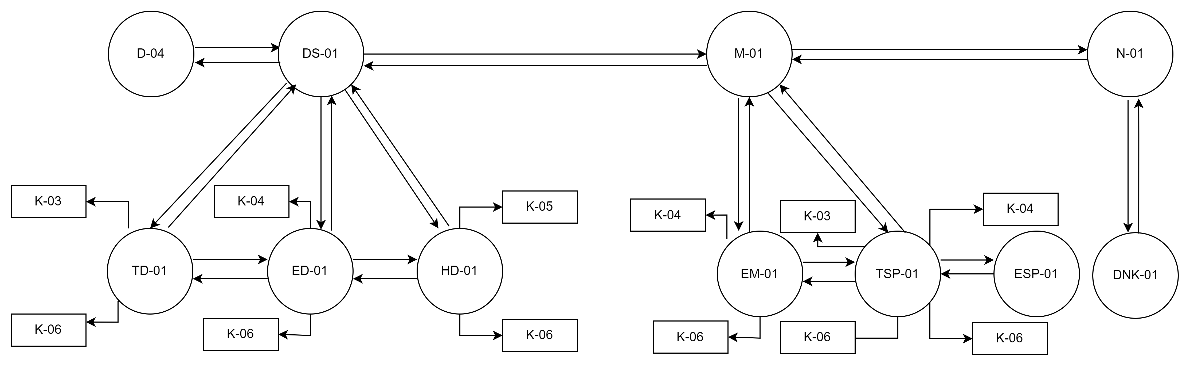 D-04
DS-01
M-01
N-01
K-03
K-04
K-05
K-04
K-03
K-04
TD-01
ED-01
HD-01
EM-01
TSP-01
ESP-01
DNK-01
K-06
K-06
K-06
K-06
K-06
K-06